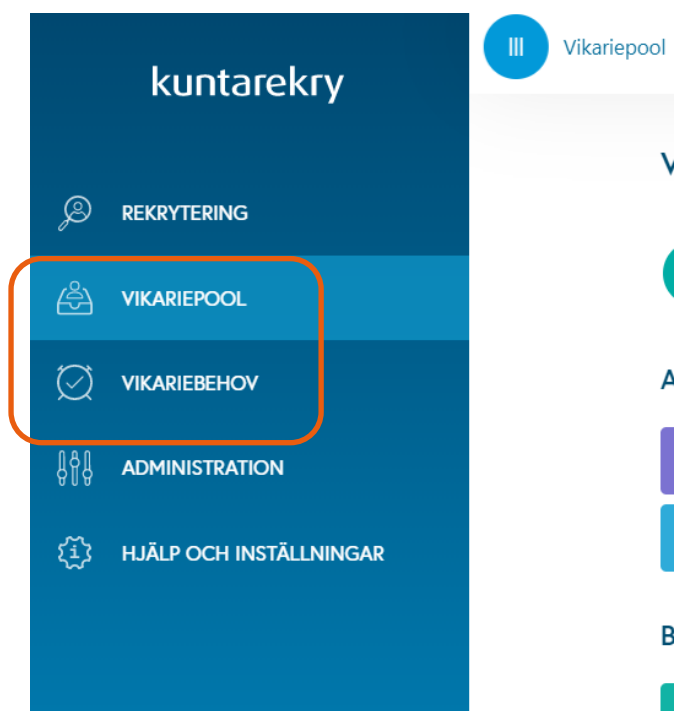 kuntarekry
Vikariepool
REKRYTERING
VIKARIEPOOL
VIKARIEBEHOV
ADMINISTRATION
HJÄLP OCH INSTÄLLNINGAR
V
A
B